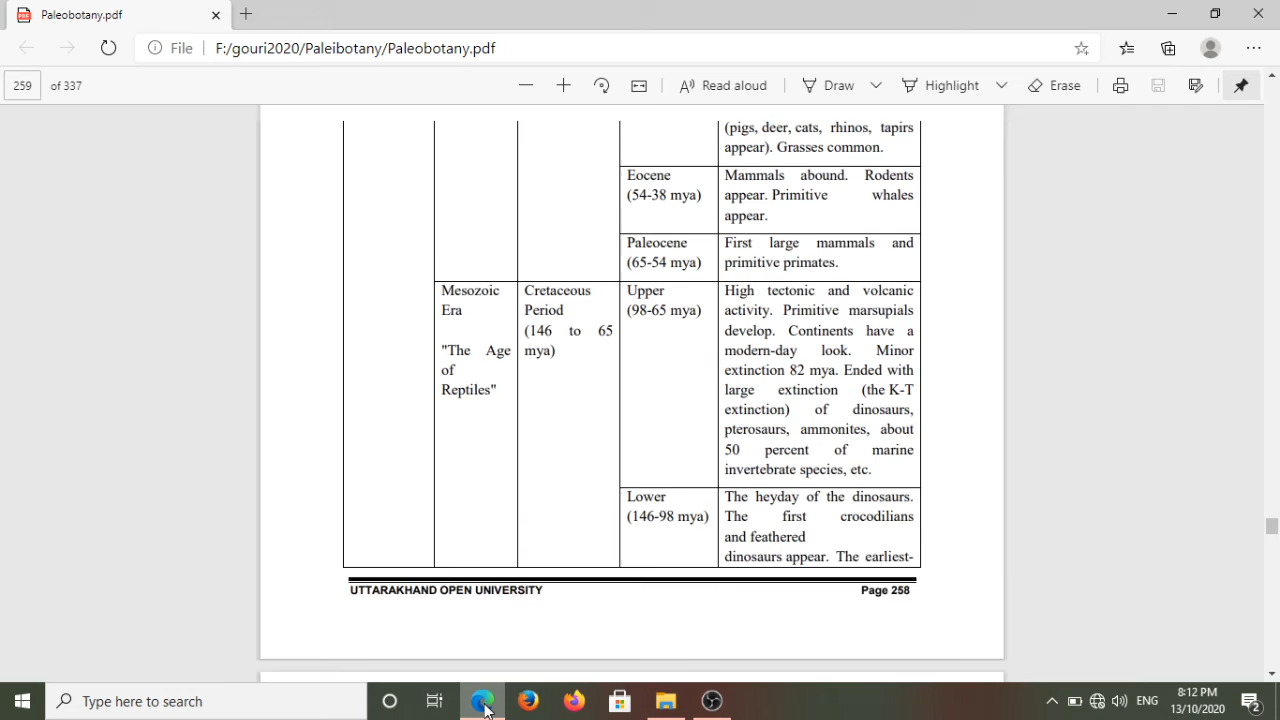 Paleobotany.pdf
File
F:/gouri2020/Paleibotany/Paleobotany.pdf
259 of 337
Read aloud
Draw
Highlight
Erase
(pigs, deer, cats, rhinos, tapirs
appear). Grasses common.
Eocene
(54-38 mya)
Mammals abound. Rodents
appear. Primitive whales
appear.
Paleocene
(65-54 mya)
First large mammals and
primitive primates.
Mesozoic
Era
"The Age
of
Reptiles"
Cretaceous
Period
(146 to 65
mya)
Upper
(98-65 mya)
High tectonic and volcanic
activity. Primitive marsupials
develop. Continents have a
modern-day look. Minor
extinction 82 mya. Ended with
large extinction (the K-T
extinction) of dinosaurs,
pterosaurs, ammonites, about
50 percent of marine
invertebrate species, etc.
Lower
(146-98 mya)
The heyday of the dinosaurs.
The first crocodilians
and feathered
dinosaurs appear. The earliest-
UTTARAKHAND OPEN UNIVERSITY
Page 258
Type here to search
ENG
8:12 PM
13/10/2020
2